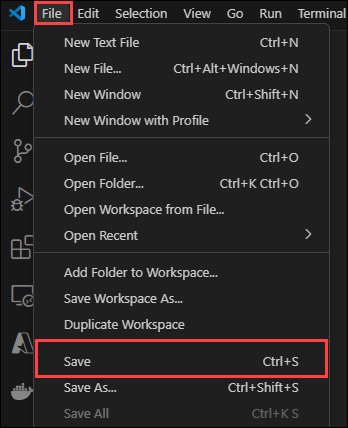 File Edit Selection View Go Run Terminal
New Text File Ctrl+N
New File... Ctrl+Alt+Windows+N
New Window Ctrl+Shift+N
New Window with Profile
Open File... Ctrl+O
Open Folder... Ctrl+K Ctrl+O
Open Workspace from File...
Open Recent
Add Folder to Workspace...
Save Workspace As...
Duplicate Workspace
Save Ctrl+S
Save As... Ctrl+Shift+S
Save All Ctrl+K S